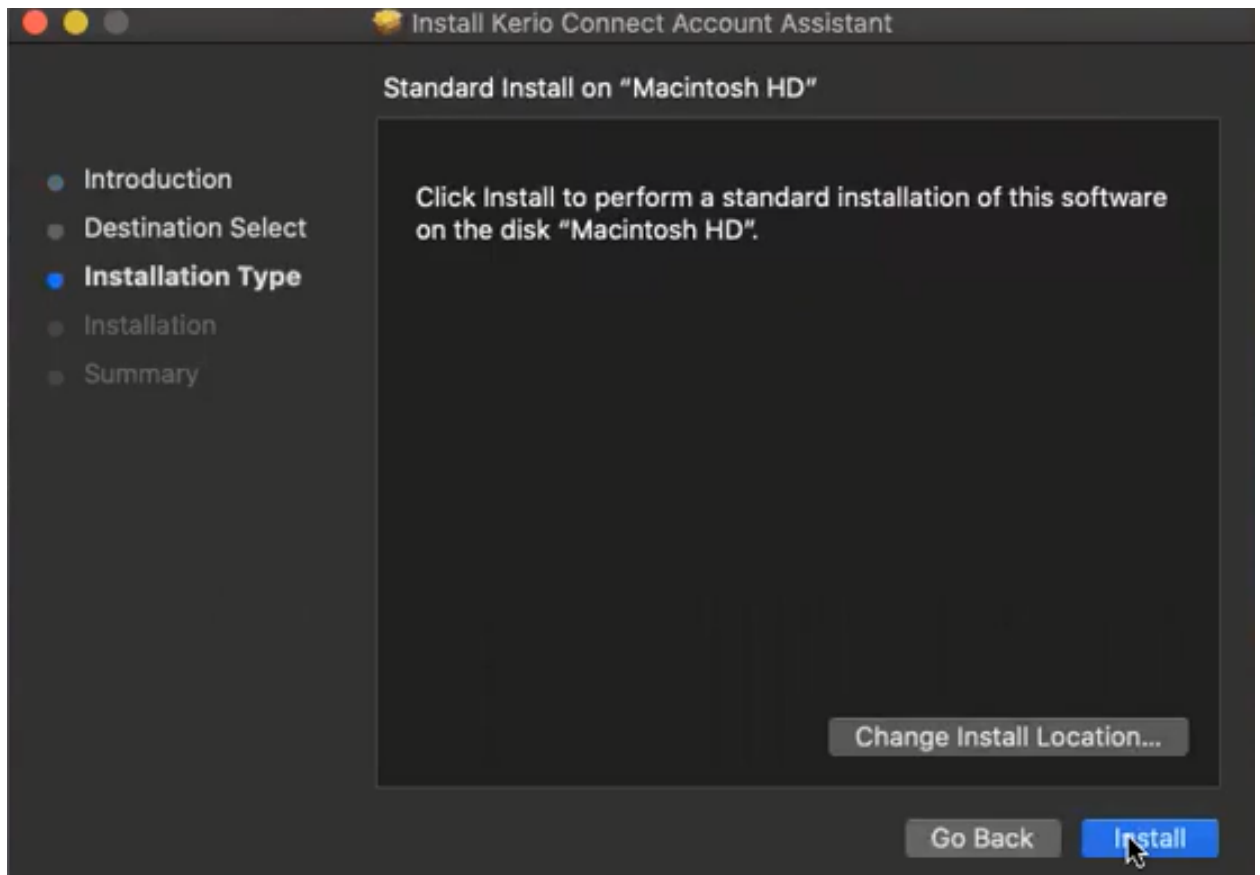 Install Kerio Connect Account Assistant
Standard Install on “Macintosh HD”
Introduction
Destination Select
Installation Type
Installation
Summary
Click Install to perform a standard installation of this software
on the disk “Macintosh HD”.
Change Install Location...
Go Back
Install